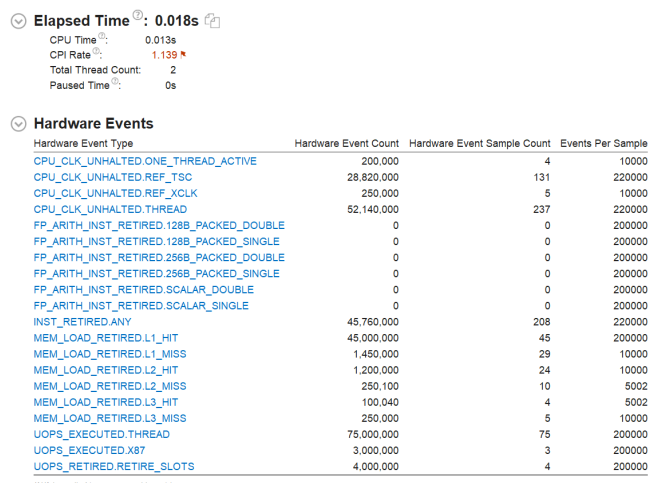 Elapsed Time ?: 0.018s
CPU Time ?: 0.013s
CPI Rate ?: 1.139
Total Thread Count: 2
Paused Time ?: 0s
Hardware Events
Hardware Event Type Hardware Event Count Hardware Event Sample Count Events Per Sample
CPU_CLK_UNHALTED.ONE_THREAD_ACTIVE 200,000 4 10000
CPU_CLK_UNHALTED.REF_TSC 28,820,000 131 220000
CPU_CLK_UNHALTED.REF_XCLK 250,000 5 10000
CPU_CLK_UNHALTED.THREAD 52,140,000 237 220000
FP_ARITH_INST_RETIRED.128B_PACKED_DOUBLE 0 0 200000
FP_ARITH_INST_RETIRED.128B_PACKED_SINGLE 0 0 200000
FP_ARITH_INST_RETIRED.256B_PACKED_DOUBLE 0 0 200000
FP_ARITH_INST_RETIRED.256B_PACKED_SINGLE 0 0 200000
FP_ARITH_INST_RETIRED.SCALAR_DOUBLE 0 0 200000
FP_ARITH_INST_RETIRED.SCALAR_SINGLE 0 0 200000
INST_RETIRED.ANY 45,760,000 208 220000
MEM_LOAD_RETIRED.L1_HIT 45,000,000 45 200000
MEM_LOAD_RETIRED.L1_MISS 1,450,000 29 10000
MEM_LOAD_RETIRED.L2_HIT 1,200,000 24 10000
MEM_LOAD_RETIRED.L2_MISS 250,100 10 5002
MEM_LOAD_RETIRED.L3_HIT 100,040 4 5002
MEM_LOAD_RETIRED.L3_MISS 250,000 5 10000
UOPS_EXECUTED.THREAD 75,000,000 75 200000
UOPS_EXECUTED.X87 3,000,000 3 200000
UOPS_RETIRED.RETIRE_SLOTS 4,000,000 4 200000